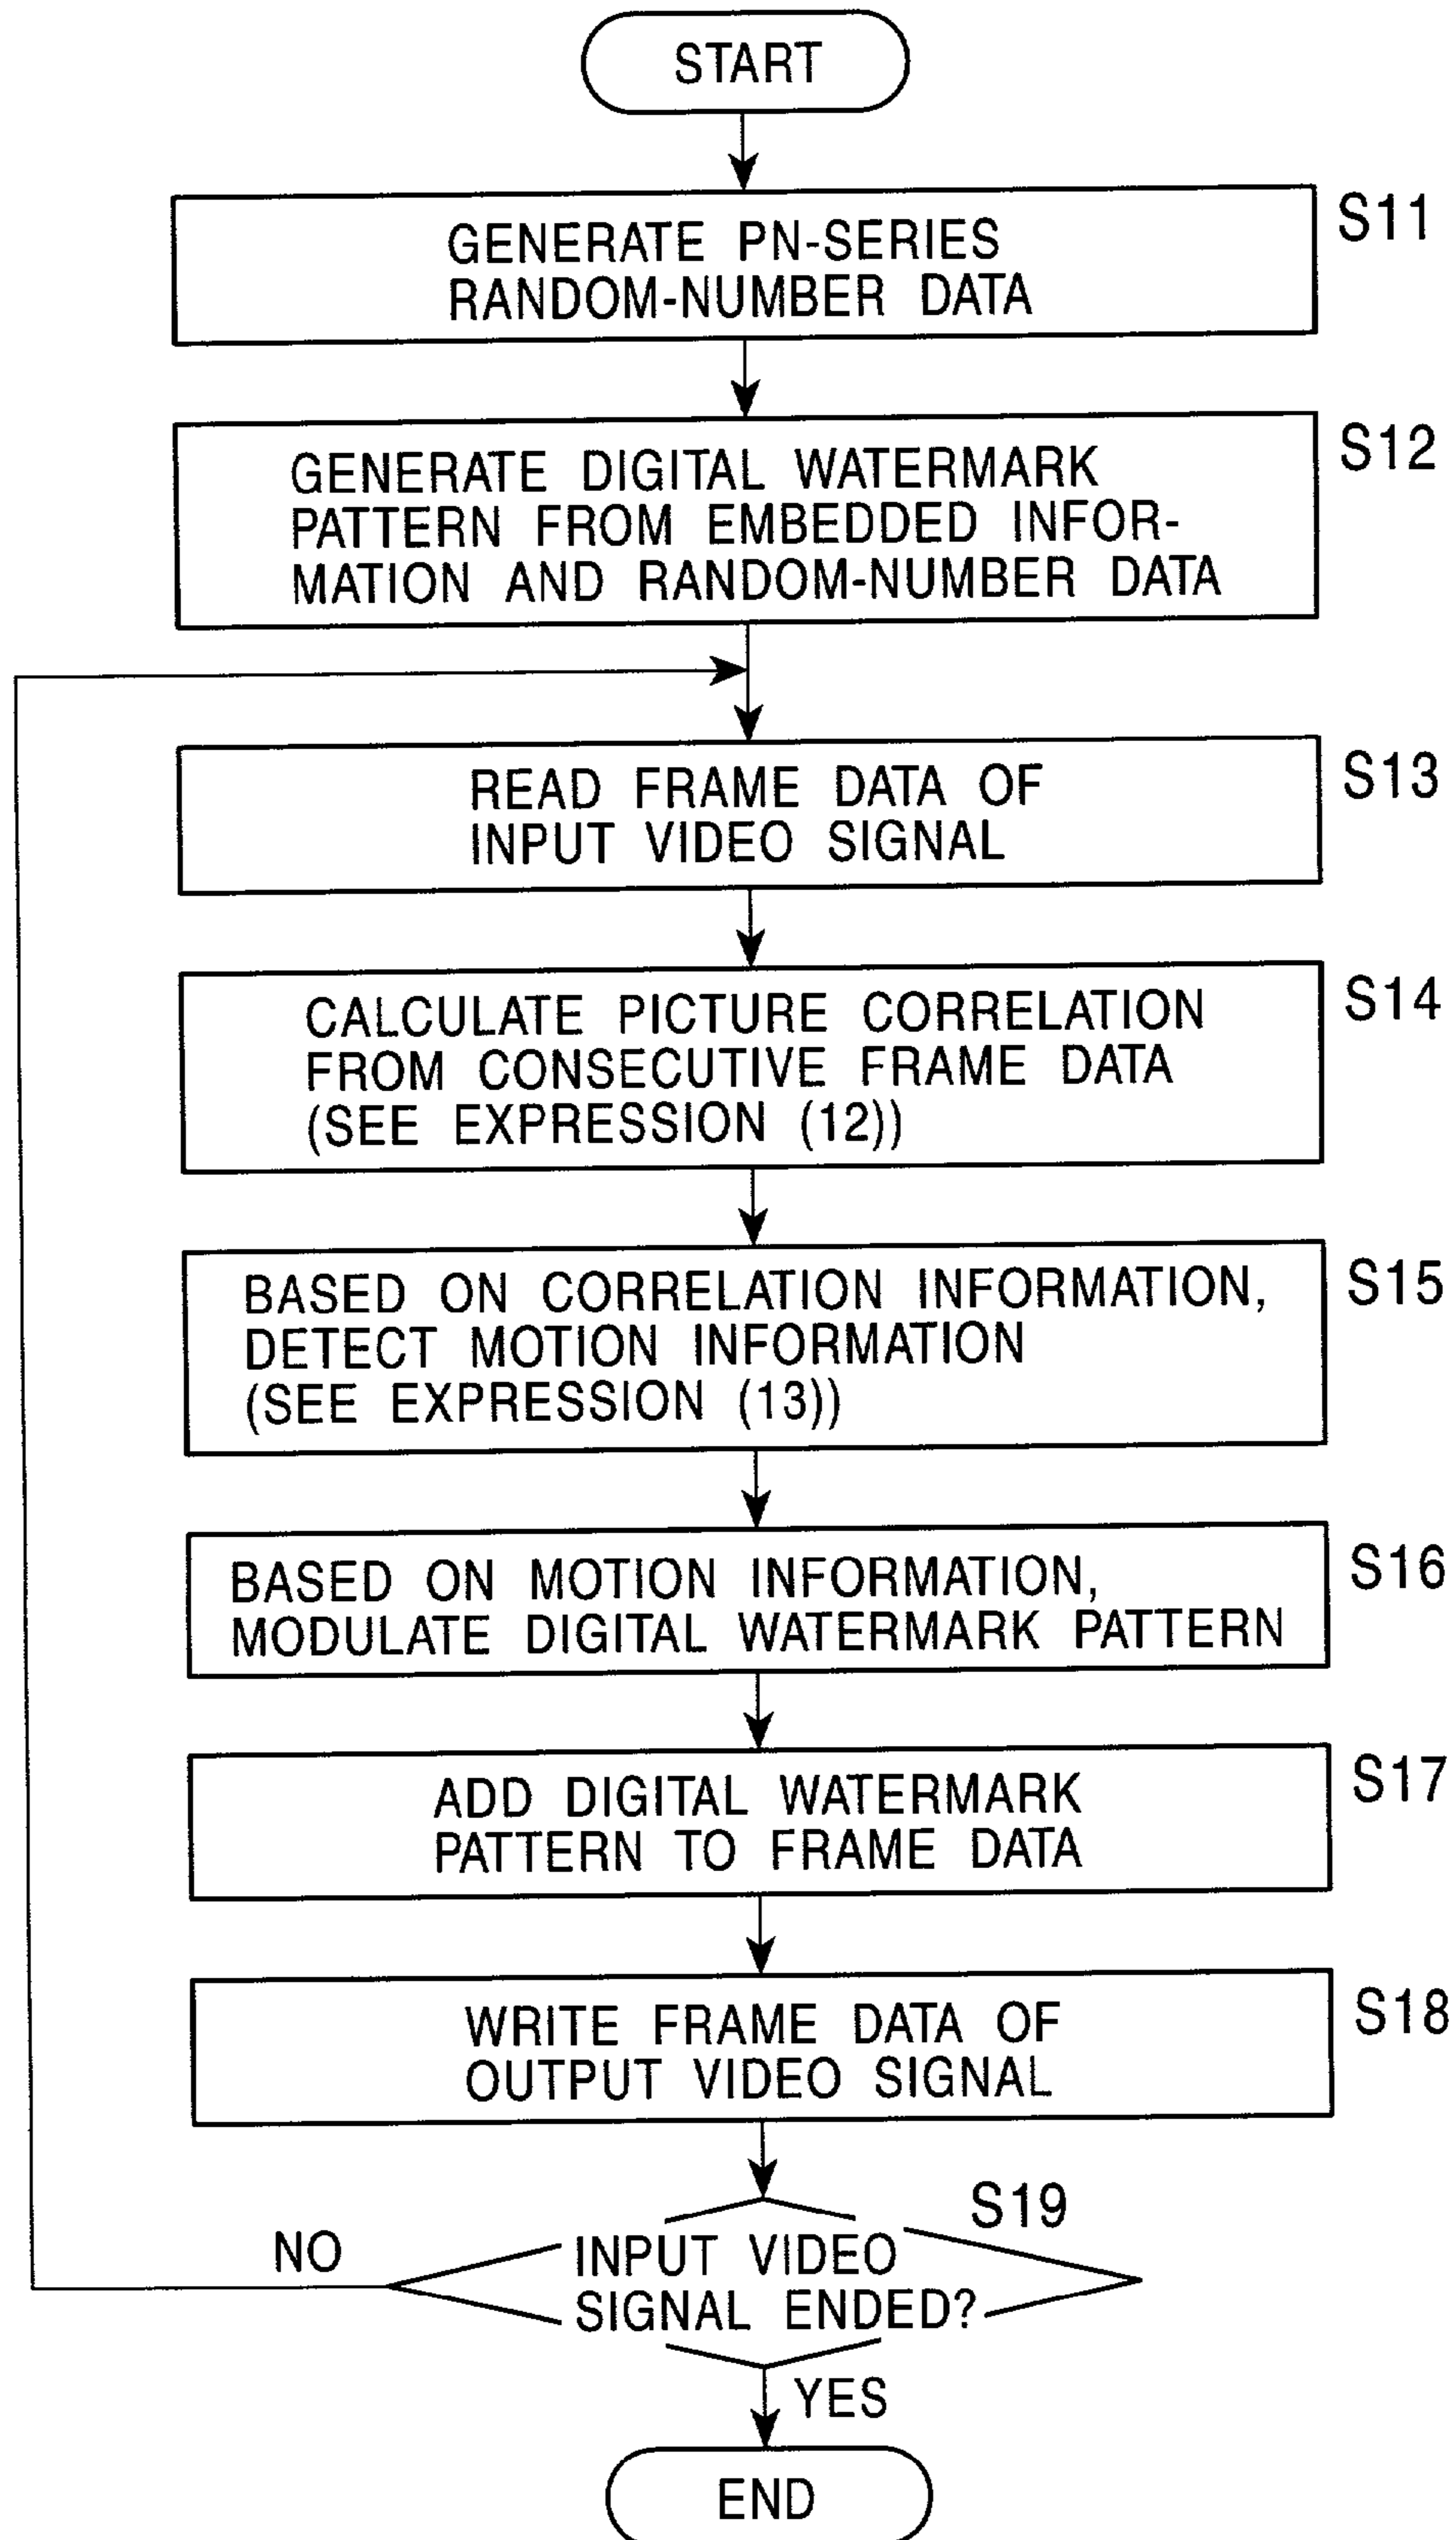 START
S11
GENERATE PN-SERIES
RANDOM-NUMBER DATA
S12
GENERATE DIGITAL WATERMARK
PATTERN FROM EMBEDDED INFOR-
MATION AND RANDOM-NUMBER DATA
S13
READ FRAME DATA OF
INPUT VIDEO SIGNAL
S14
CALCULATE PICTURE CORRELATION
FROM CONSECUTIVE FRAME DATA
(SEE EXPRESSION (12))
S15
BASED ON CORRELATION INFORMATION,
DETECT MOTION INFORMATION
(SEE EXPRESSION (13))
S16
BASED ON MOTION INFORMATION,
MODULATE DIGITAL WATERMARK PATTERN
S17
ADD DIGITAL WATERMARK
PATTERN TO FRAME DATA
S18
WRITE FRAME DATA OF
OUTPUT VIDEO SIGNAL
S19
NO
INPUT VIDEO
SIGNAL ENDED?
YES
END